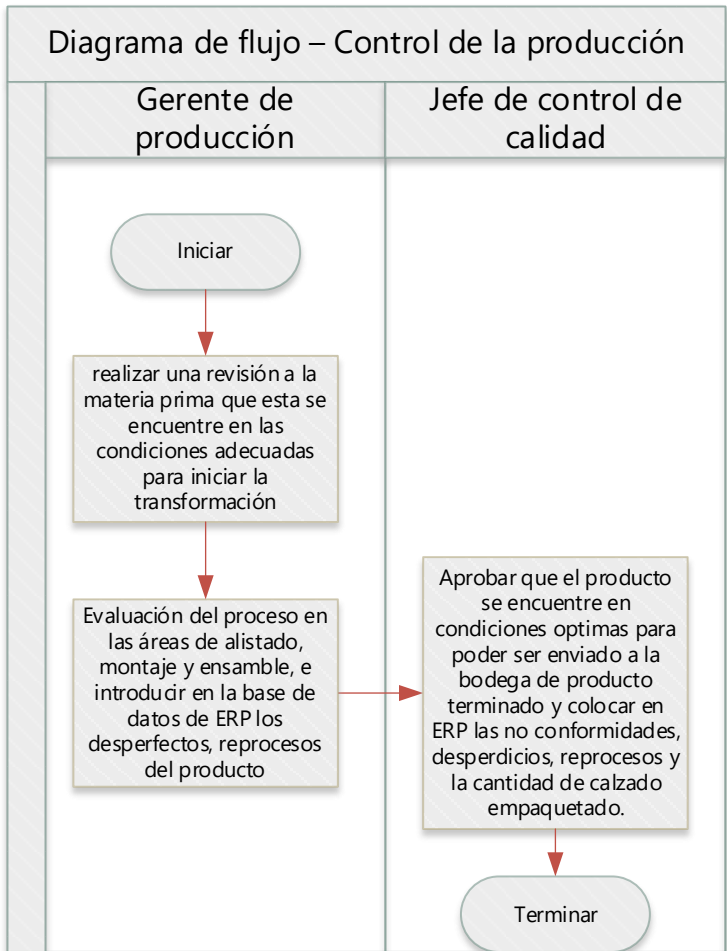 Diagrama de flujo – Control de la producción
Gerente de
producción
Jefe de control de
calidad
Iniciar
realizar una revisión a la
materia prima que esta se
encuentre en las
condiciones adecuadas
para iniciar la
transformación
Evaluación del proceso en
las áreas de alistado,
montaje y ensamble, e
introducir en la base de
datos de ERP los
desperfectos, reprocesos
del producto
Aprobar que el producto
se encuentre en
condiciones optimas para
poder ser enviado a la
bodega de producto
terminado y colocar en
ERP las no conformidades,
desperdicios, reprocesos y
la cantidad de calzado
empaquetado.
Terminar